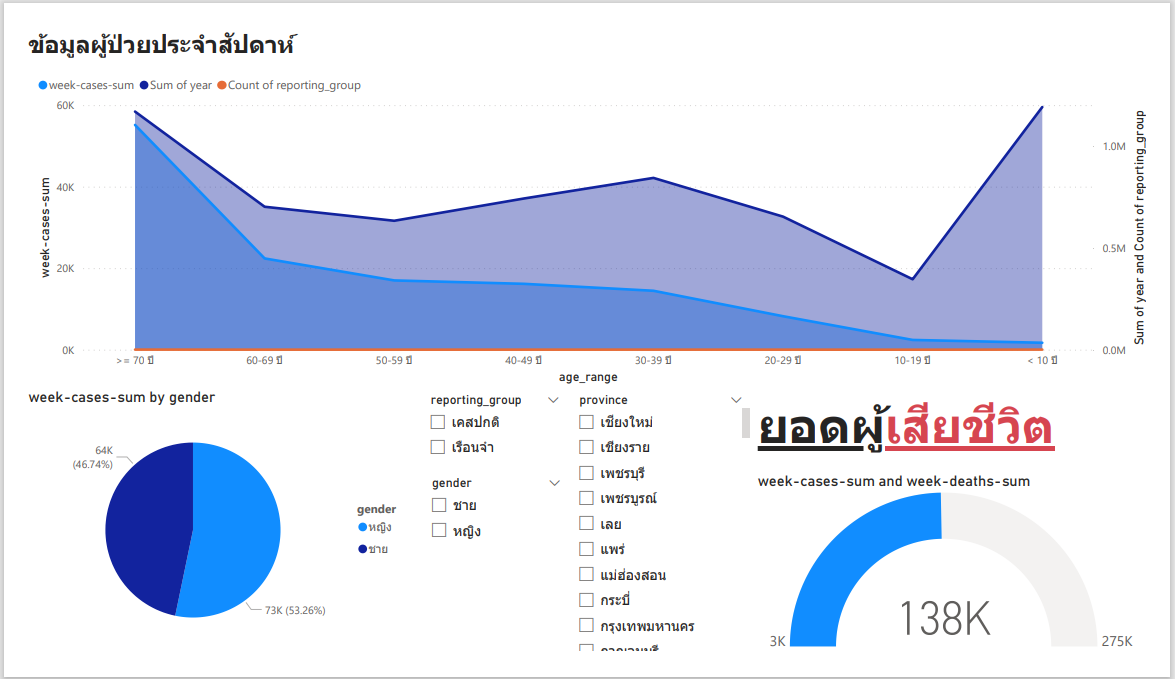 ข้อมูลผู้ป่วยประจำสัปดาห์
week-cases-sum Sum of year Count of reporting_group
60K
40K
20K
0K
week-cases-sum
1.0M
0.5M
0.0M
Sum of year and Count of reporting_group
>= 70 ปี 60-69 ปี 50-59 ปี 40-49 ปี 30-39 ปี 20-29 ปี 10-19 ปี < 10 ปี
age_range
week-cases-sum by gender
64K
(46.74%)
73K (53.26%)
gender
หญิง
ชาย
reporting_group
เคสปกติ
เรือนจำ
gender
ชาย
หญิง
province
เชียงใหม่
เชียงราย
เพชรบุรี
เพชรบูรณ์
เลย
แพร่
แม่ฮ่องสอน
กระบี่
กรุงเทพมหานคร
ยอดผู้เสียชีวิต
week-cases-sum and week-deaths-sum
138K
3K
275K